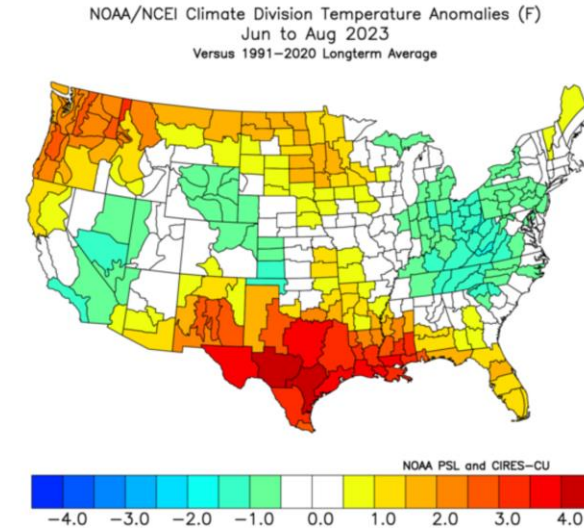 NOAA/NCEI Climate Division Temperature Anomalies (F)
Jun to Aug 2023
Versus 1991-2020 Longterm Average
NOAA PSL and CIRES-CU
-4.0 -3.0 -2.0 -1.0 0.0 1.0 2.0 3.0 4.0